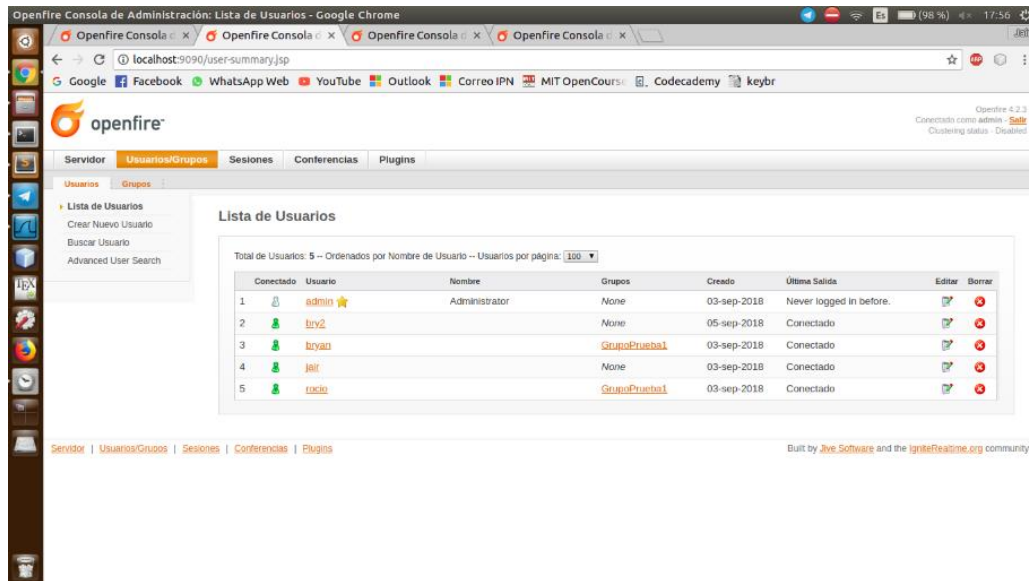 Openfire Consola de Administración: Lista de Usuarios - Google Chrome
Es (98 %) 17:56
Openfire Consola d × Openfire Consola d × Openfire Consola d × Openfire Consola d ×
localhost:9090/user-summary.jsp
Google Facebook WhatsApp Web YouTube Outlook Correo IPN MIT OpenCourse Codecademy keybr
openfire
Openfire 4.2.3
Conectado como admin - Salir
Clustering status - Disabled
Servidor Usuarios/Grupos Sesiones Conferencias Plugins
Usuarios Grupos
Lista de Usuarios
Crear Nuevo Usuario
Buscar Usuario
Advanced User Search
Lista de Usuarios
Total de Usuarios: 5 -- Ordenados por Nombre de Usuario -- Usuarios por página: 100
Conectado Usuario Nombre Grupos Creado Última Salida Editar Borrar
1 admin Administrator None 03-sep-2018 Never logged in before.
2 bry2 None 05-sep-2018 Conectado
3 bryan GrupoPrueba1 03-sep-2018 Conectado
4 jair None 03-sep-2018 Conectado
5 rocio GrupoPrueba1 03-sep-2018 Conectado
Servidor | Usuarios/Grupos | Sesiones | Conferencias | Plugins
Built by Jive Software and the IgniteRealtime.org community